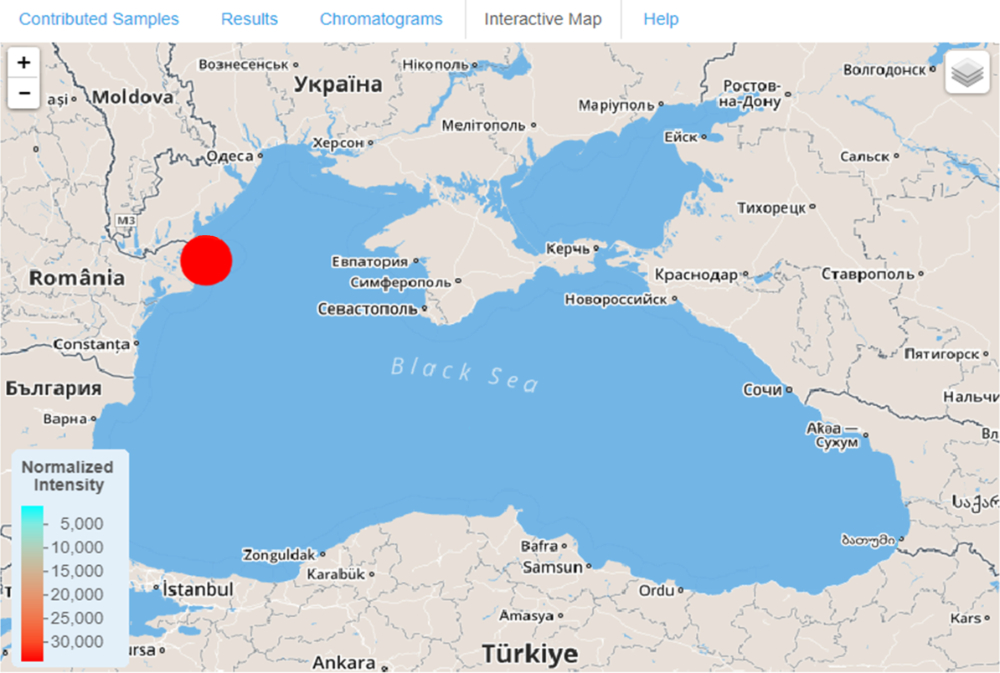 Contributed Samples Results Chromatograms Interactive Map Help
+
−
Вознесенськ
Нікополь
Волгодонск
Україна
Ростов-
на-Дону
ași
Moldova
Маріуполь
Мелітополь
Ейск
Херсон
Одеса
Сальск
Тихорецк
M3
Керчь
Евпатория
România
Симферополь
Краснодар
Ставрополь
Новороссийск
Севастополь
Constanța
Пятигорск
Black Sea
България
Сочи
Нальчи
Варна
Аҟәа —
Сухум
Вл
Normalized
Intensity
5,000
10,000
15,000
20,000
25,000
30,000
საქარ
ბათუმი
Bafra
Zonguldak
Samsun
Karabük
İstanbul
Ordu
Amasya
Kars
ursa
Türkiye
Ankara